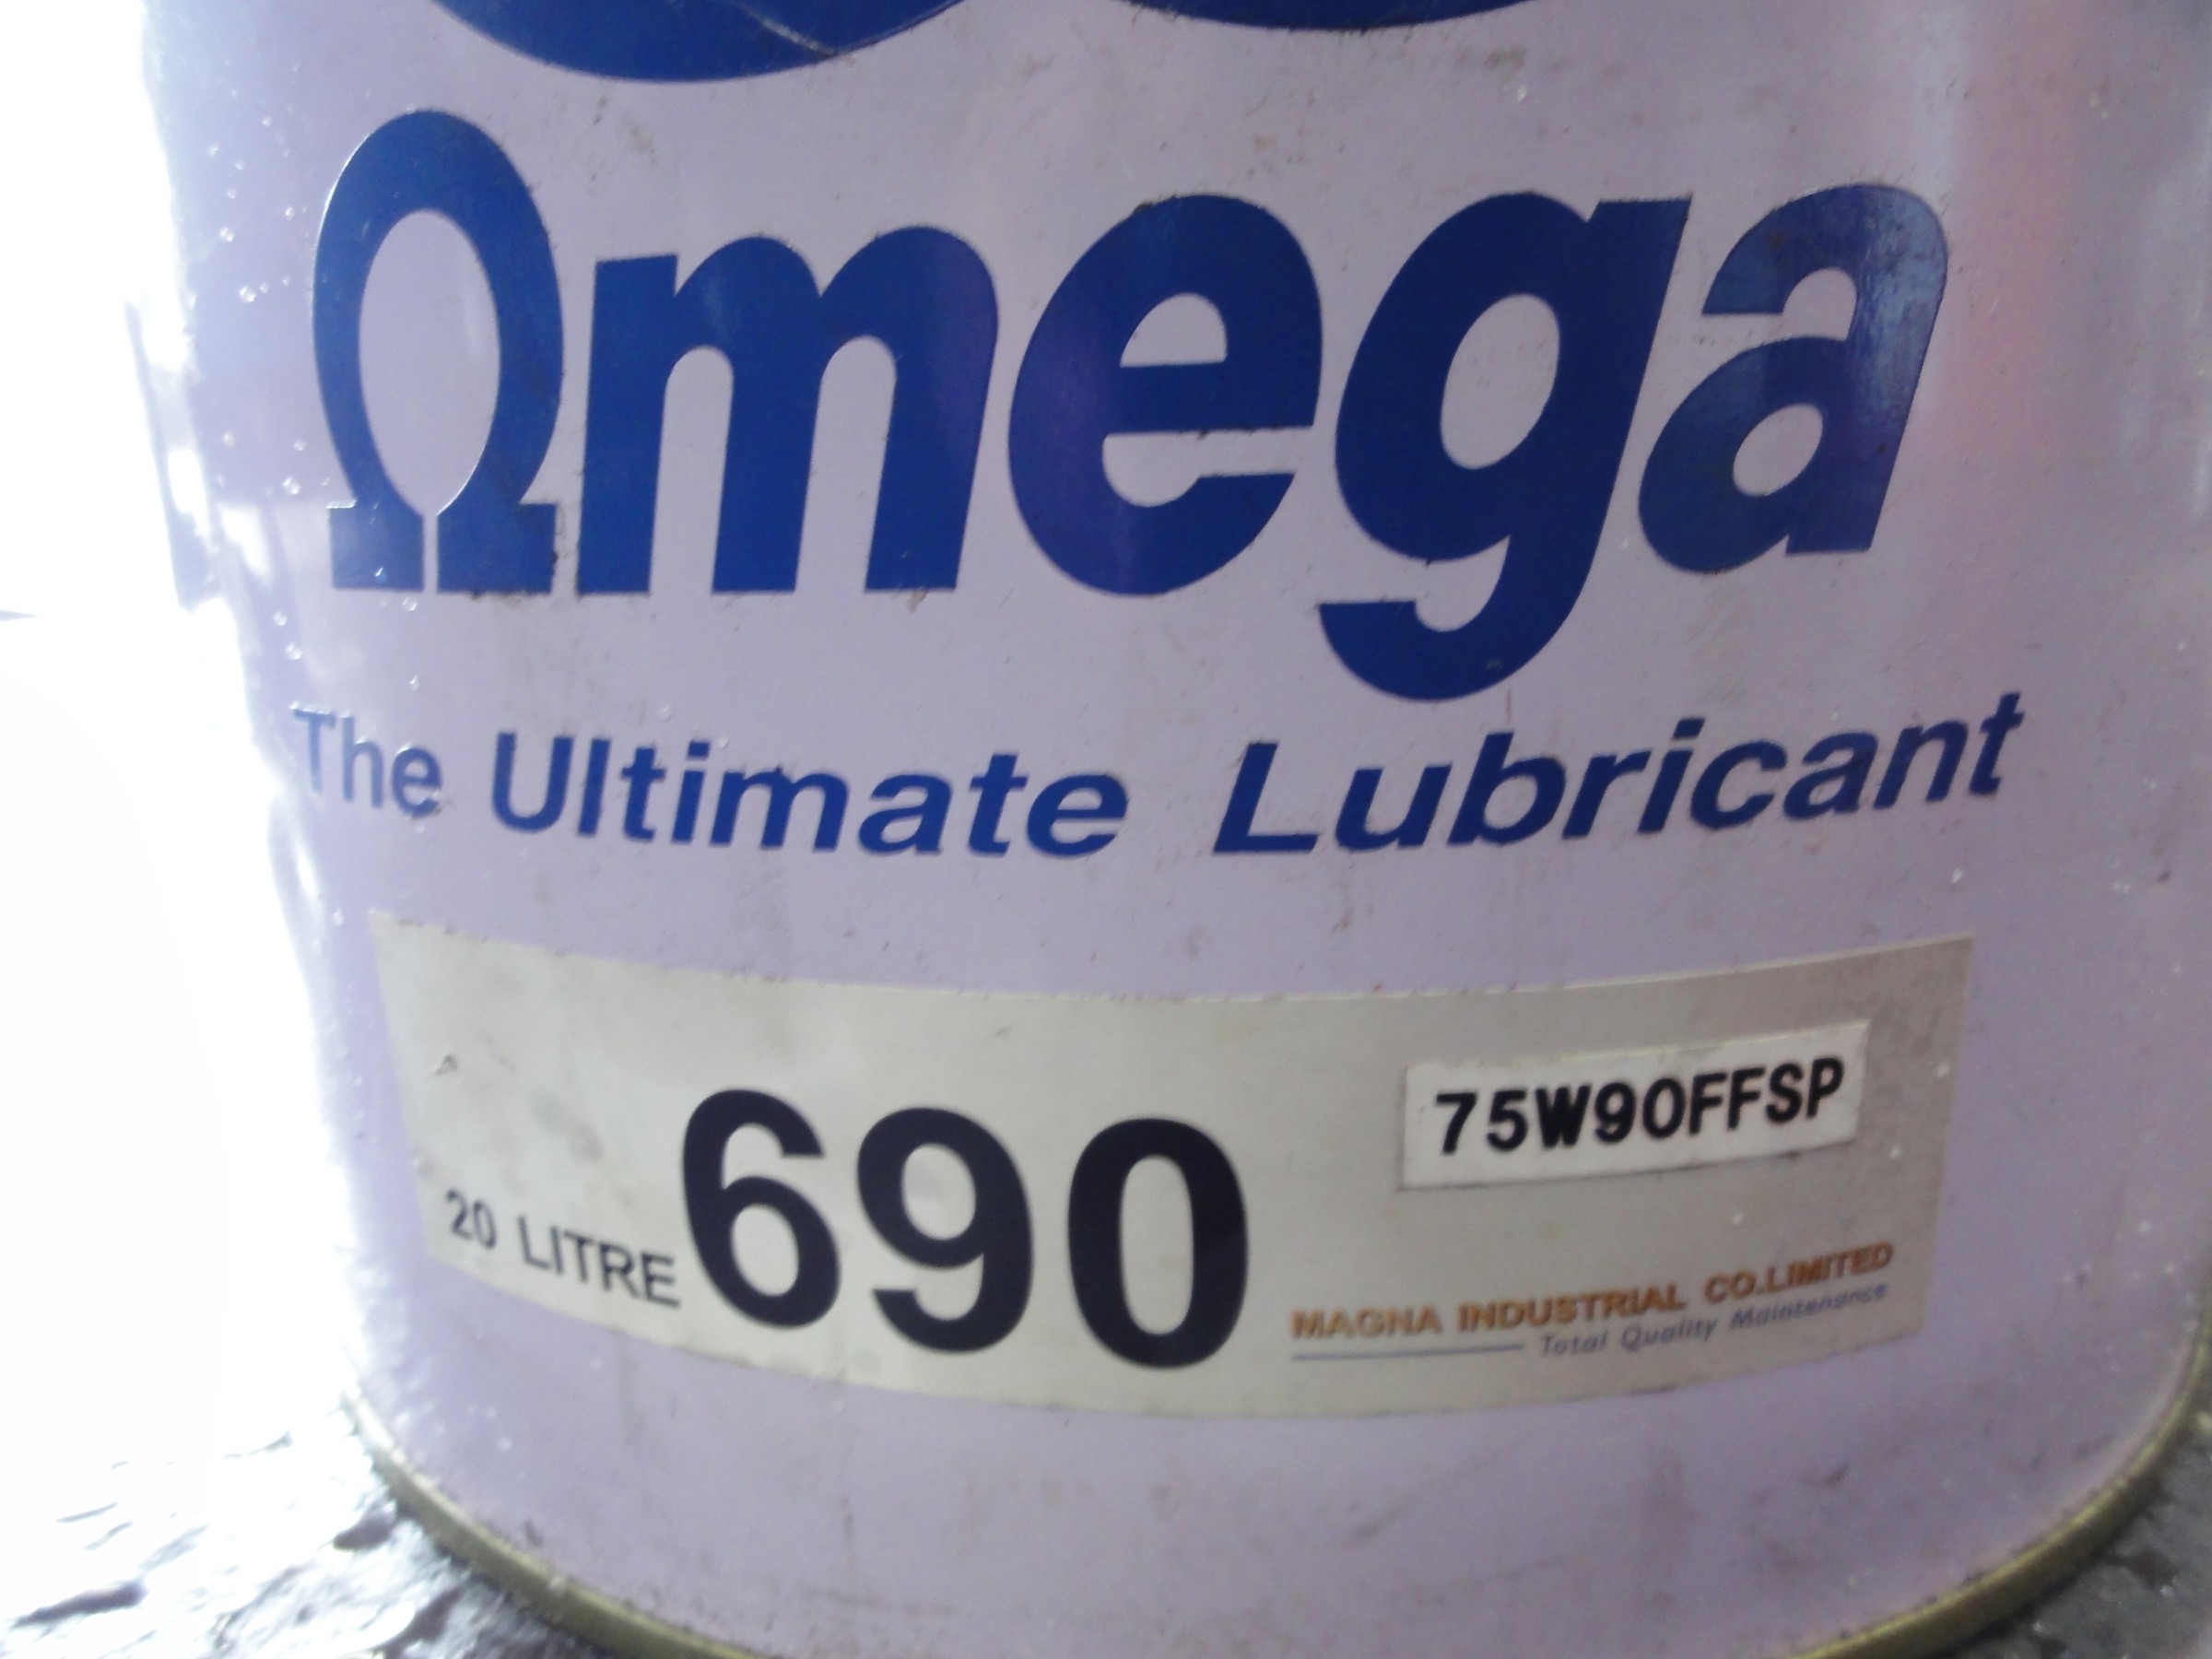 Ωmega
The Ultimate Lubricant
75W90FFSP
20 LITRE 690
MAGNA INDUSTRIAL CO.LIMITED
Total Quality Maintenance